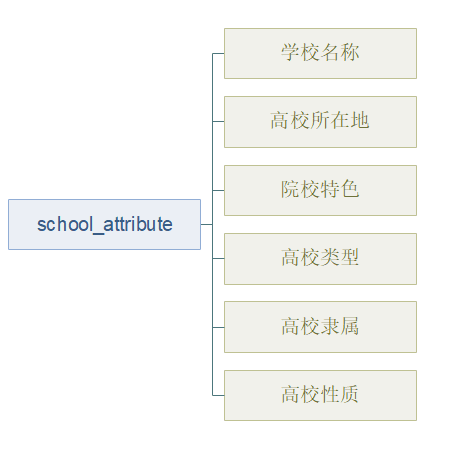 学校名称
高校所在地
院校特色
school_attribute
高校类型
高校隶属
高校性质